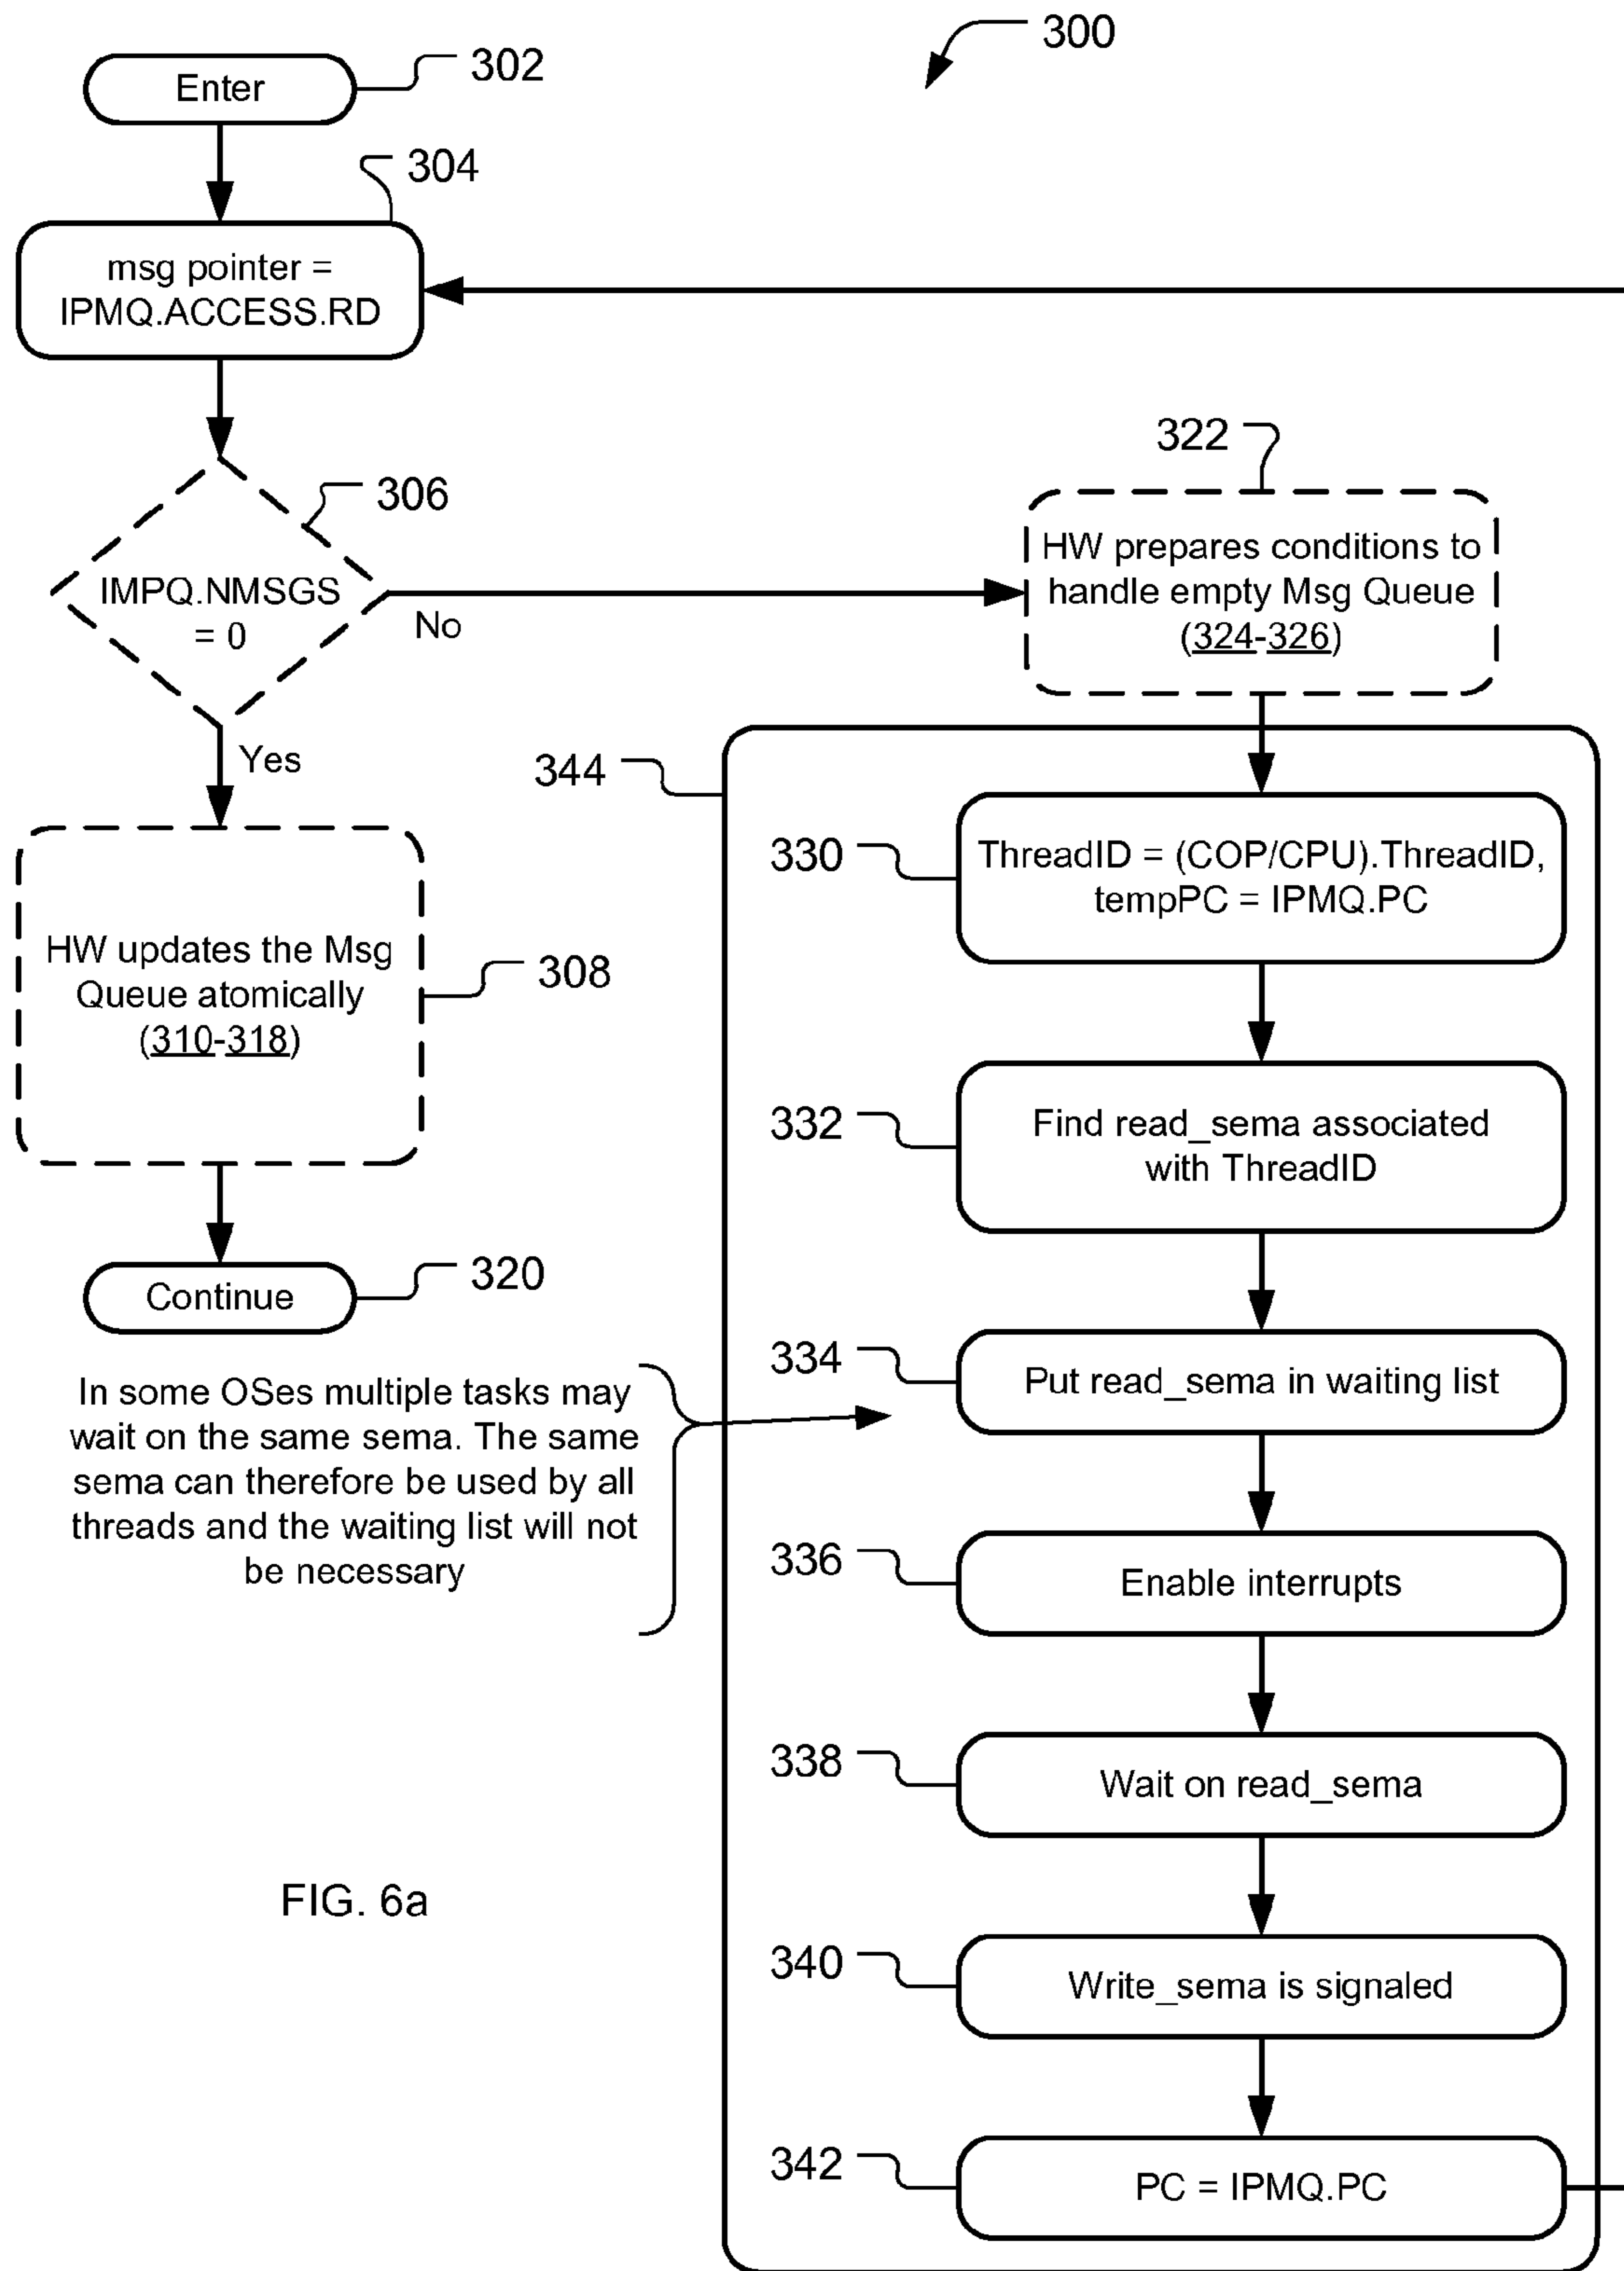 300
302
Enter
304
msg pointer =
IPMQ.ACCESS.RD
306
IMPQ.NMSGS
= 0
No
Yes
322
HW prepares conditions to
handle empty Msg Queue
(324-326)
308
HW updates the Msg
Queue atomically
(310-318)
320
Continue
344
330
ThreadID = (COP/CPU).ThreadID,
tempPC = IPMQ.PC
332
Find read_sema associated
with ThreadID
334
Put read_sema in waiting list
In some OSes multiple tasks may
wait on the same sema. The same
sema can therefore be used by all
threads and the waiting list will not
be necessary
336
Enable interrupts
338
Wait on read_sema
340
Write_sema is signaled
342
PC = IPMQ.PC
FIG. 6a